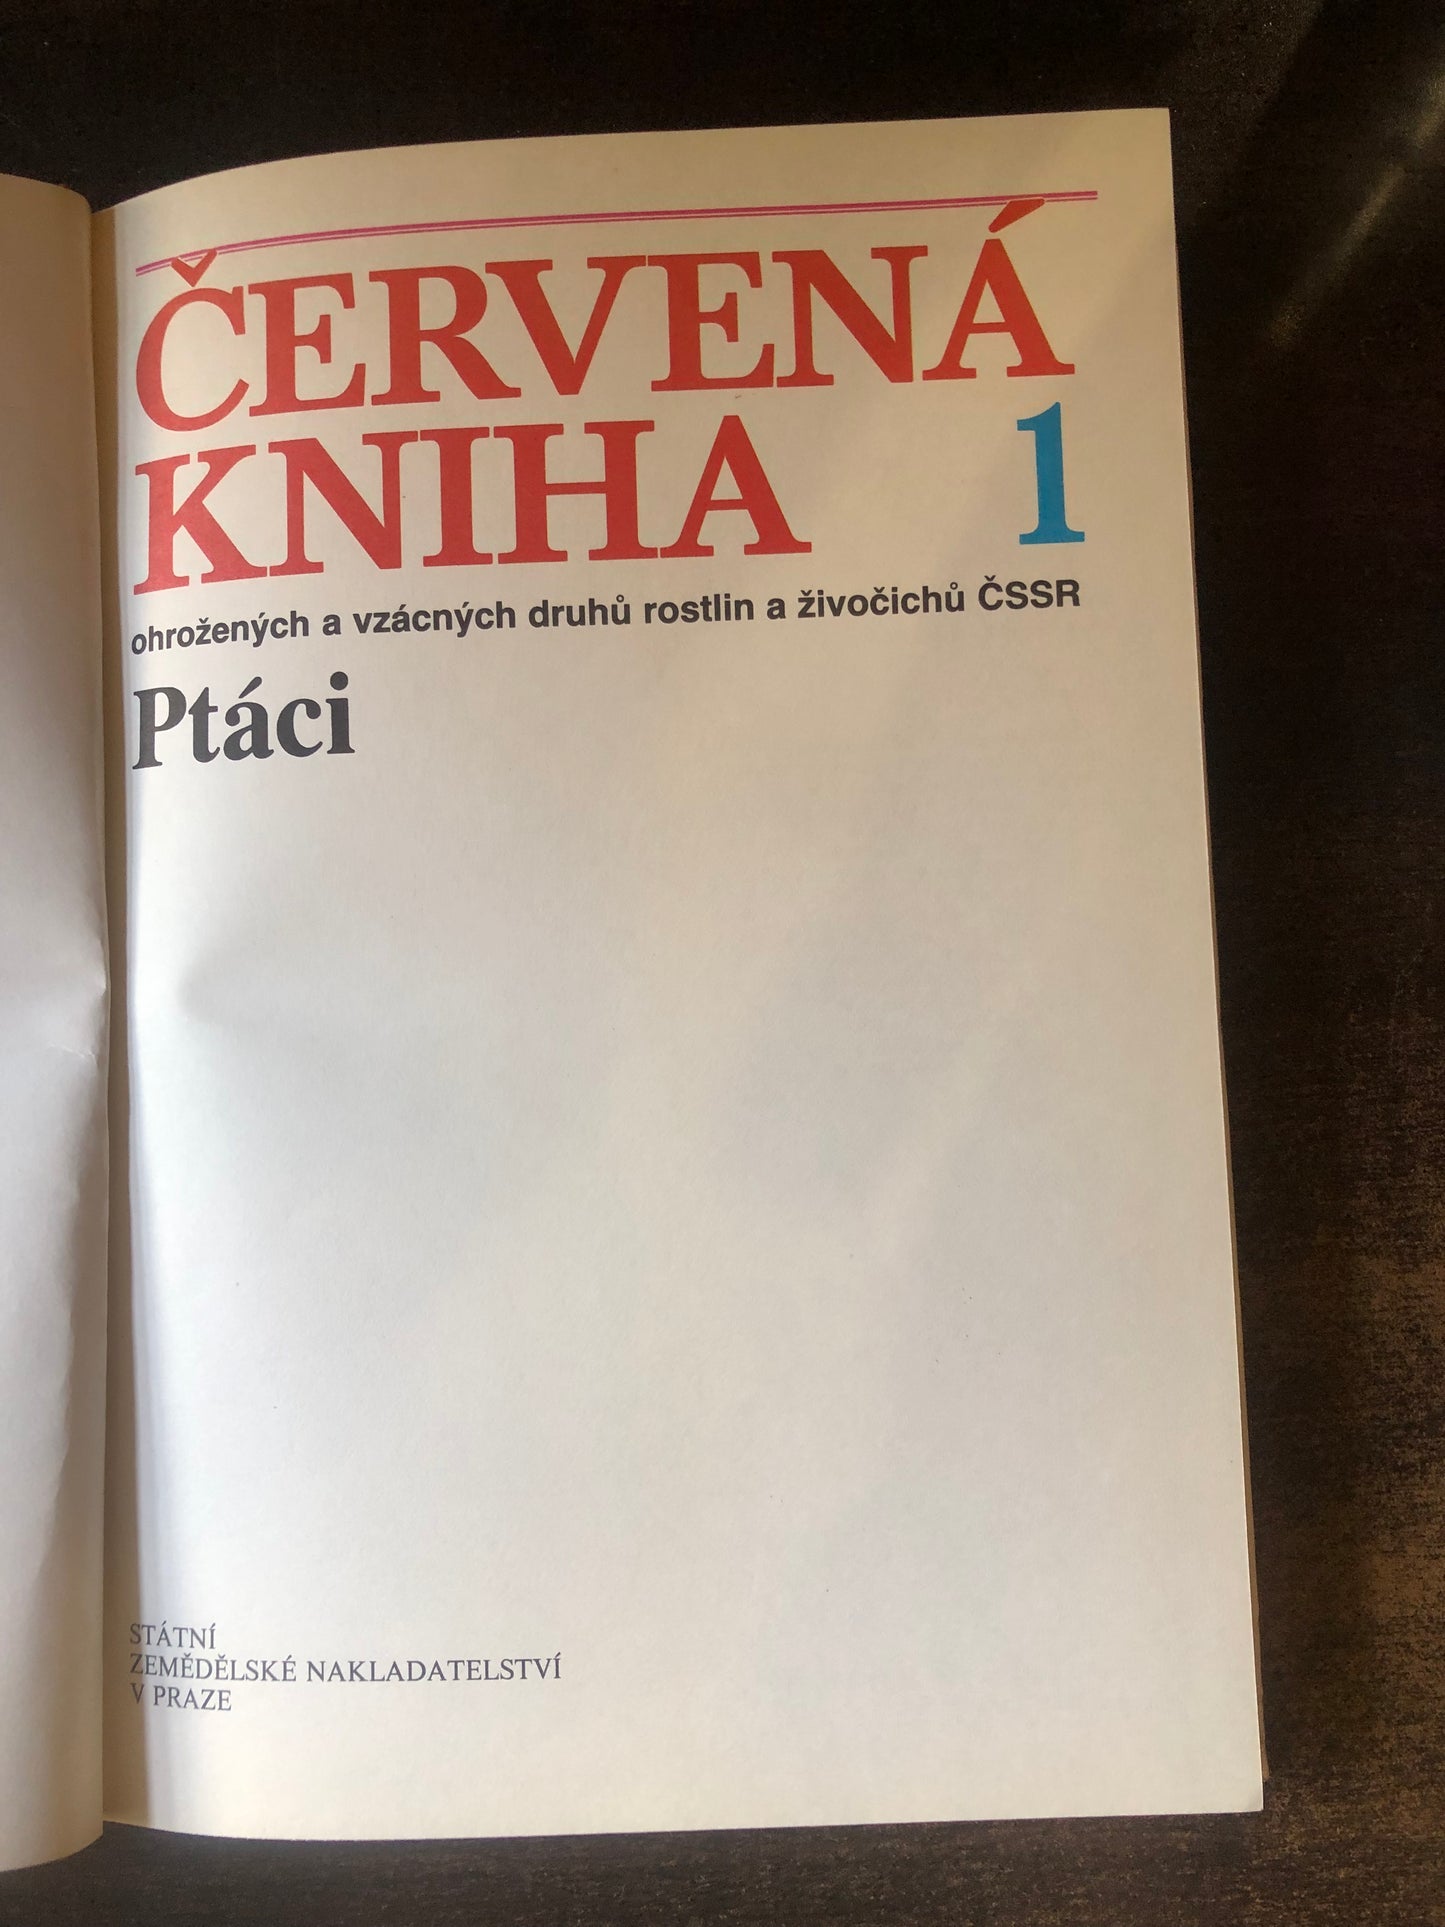 ČERVENÁ
KNIHA 1
ohrožených a vzácných druhů rostlin a živočichů ČSSR
Ptáci
STÁTNÍ
ZEMĚDĚLSKÉ NAKLADATELSTVÍ
V PRAZE